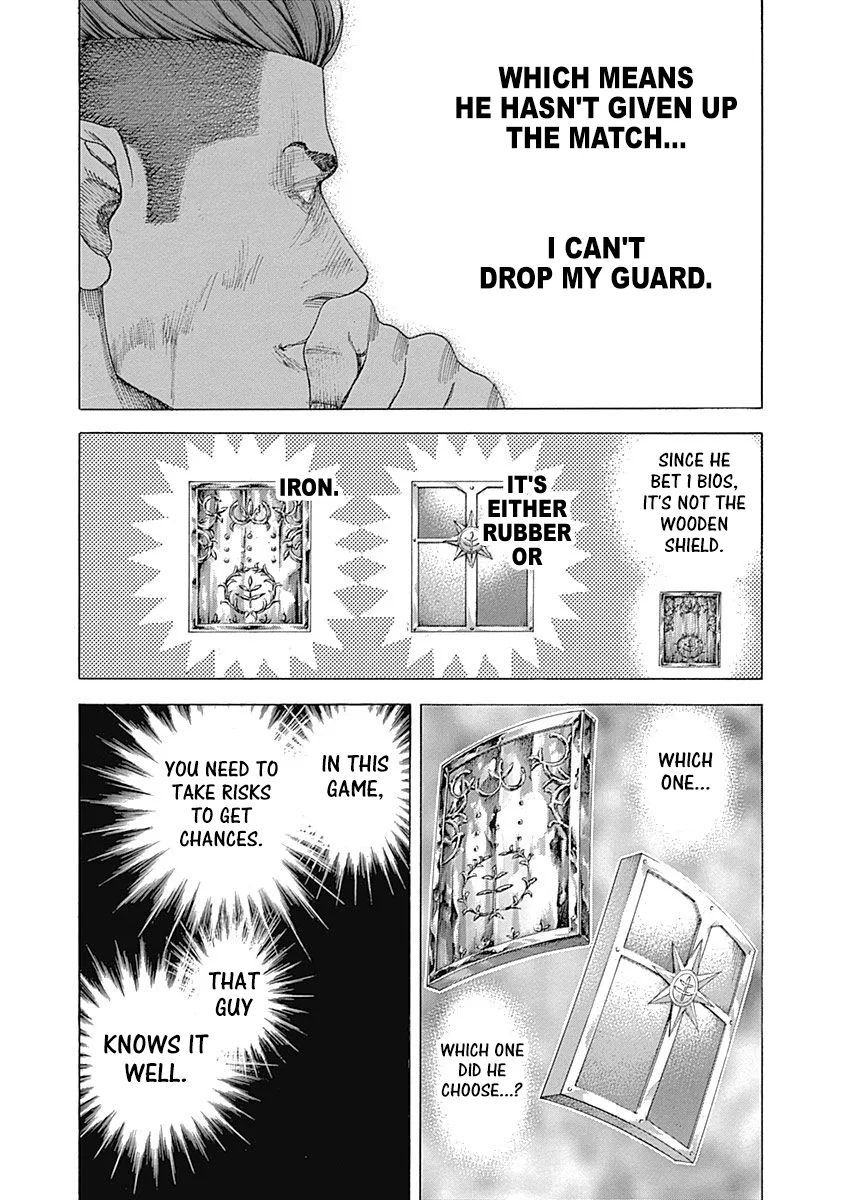 WHICH MEANS
HE HASN'T GIVEN UP
THE MATCH...
I CAN'T
DROP MY GUARD.
SINCE HE
BET 1 BIOS,
IT'S NOT THE
WOODEN
SHIELD.
IT'S
EITHER
RUBBER
OR
IRON.
WHICH
ONE...
WHICH ONE
DID HE
CHOOSE...?
IN THIS
GAME,
YOU NEED TO
TAKE RISKS
TO GET
CHANCES.
THAT
GUY
KNOWS IT
WELL.